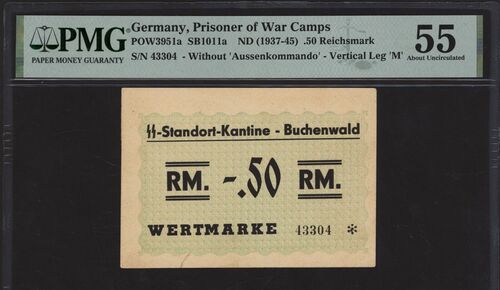 PMG
PAPER MONEY GUARANTY
Germany, Prisoner of War Camps
POW3951a SB1011a ND (1937-45) .50 Reichsmark
S/N 43304 - Without 'Aussenkommando' - Vertical Leg 'M'
55
About Uncirculated
ᛋᛋ-Standort-Kantine - Buchenwald
RM. -.50 RM.
WERTMARKE 43304 *